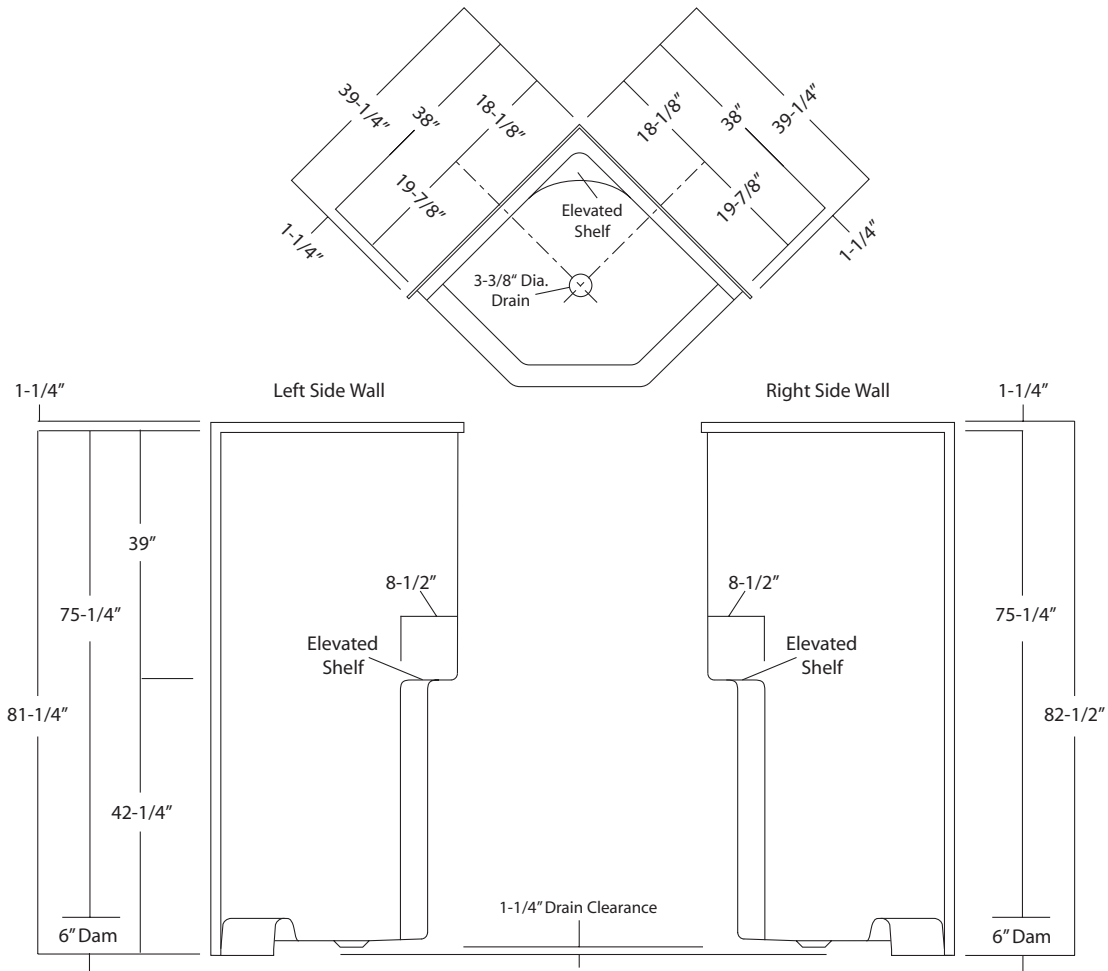 39-1/4”
38”
18-1/8”
19-7/8”
1-1/4”
18-1/8”
38”
39-1/4”
19-7/8”
1-1/4”
Elevated
Shelf
3-3/8“ Dia.
Drain
1-1/4”
Left Side Wall
Right Side Wall
1-1/4”
39”
75-1/4”
8-1/2”
8-1/2”
75-1/4”
Elevated
Shelf
Elevated
Shelf
81-1/4”
82-1/2”
42-1/4”
1-1/4” Drain Clearance
6” Dam
6” Dam